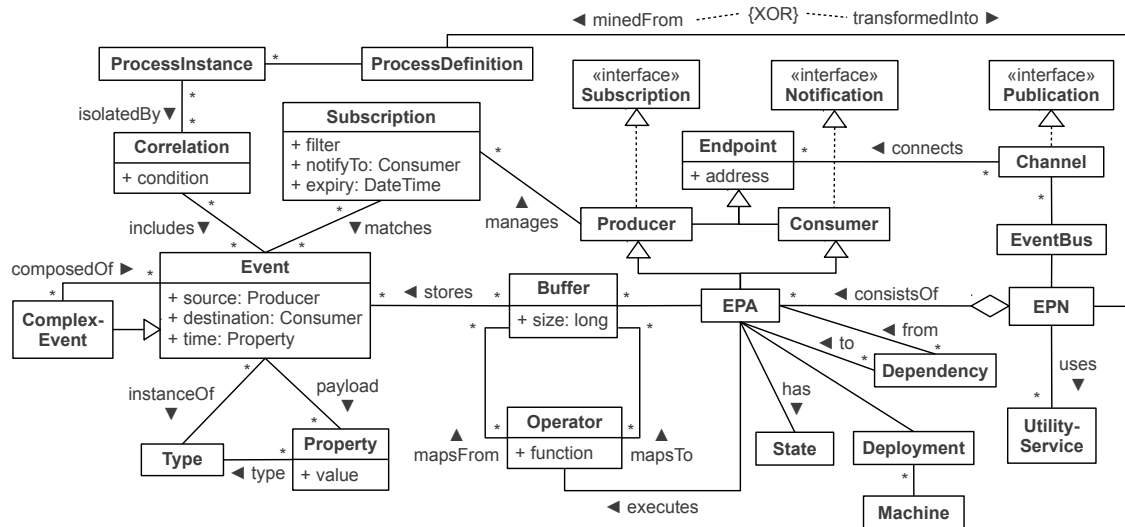 ◄ minedFrom {XOR} transformedInto ►
ProcessInstance * ProcessDefinition
«interface» Subscription
«interface» Notification
«interface» Publication
* isolatedBy ▼ *
Correlation
+ condition
Subscription
+ filter
+ notifyTo: Consumer
+ expiry: DateTime
*
▲ manages
*
Endpoint
+ address
* ◄ connects *
Channel
*
Producer
Consumer
EventBus
* includes ▼ *
* ▼ matches *
composedOf ► *
*
Complex-
Event
Event
+ source: Producer
+ destination: Consumer
+ time: Property
* ◄ stores *
Buffer
+ size: long
*
EPA
* ◄ consistsOf
EPN
◄ from *
◄ to *
Dependency
* *
uses ▼
*
Utility-
Service
instanceOf ▼ *
payload ▼ *
*
Type
◄ type *
Property
+ value
* *
▲ mapsFrom
Operator
+ function
▲ mapsTo
has ▼
State
Deployment
*
Machine
◄ executes